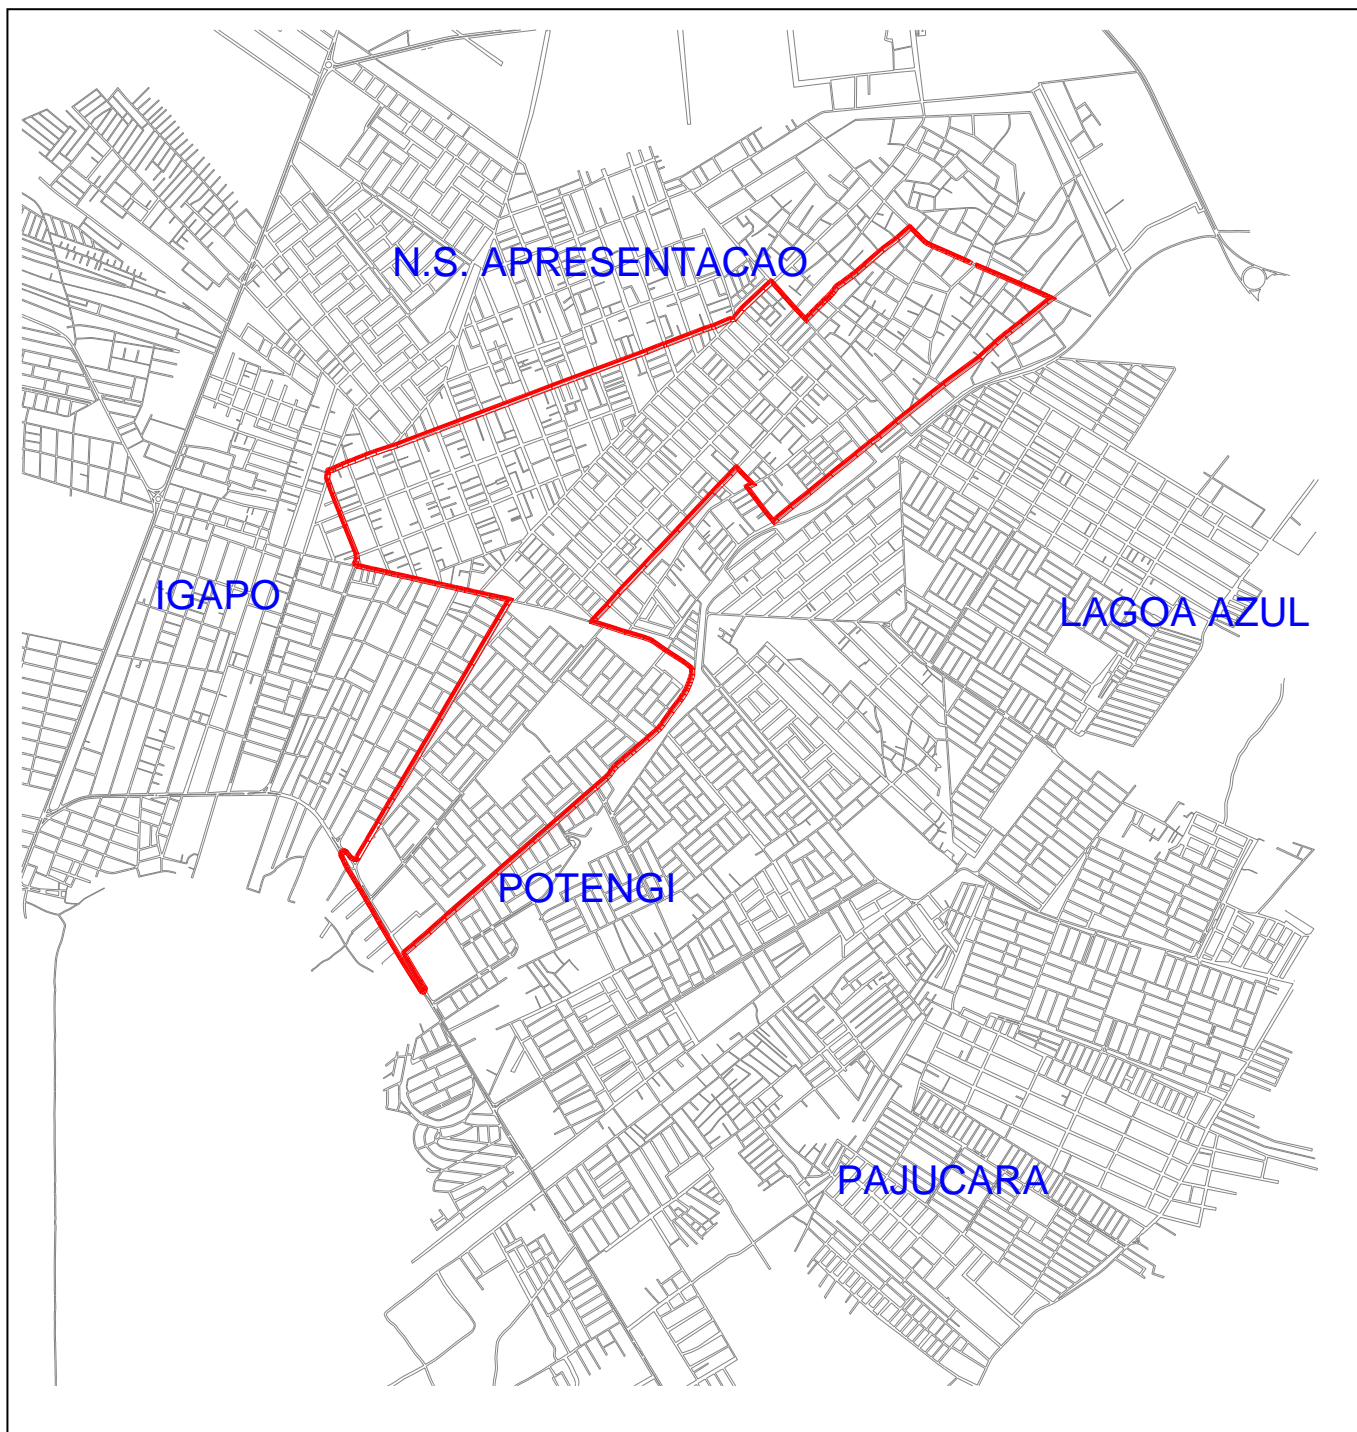 N.S. APRESENTACAO
IGAPO
LAGOA AZUL
POTENGI
PAJUCARA